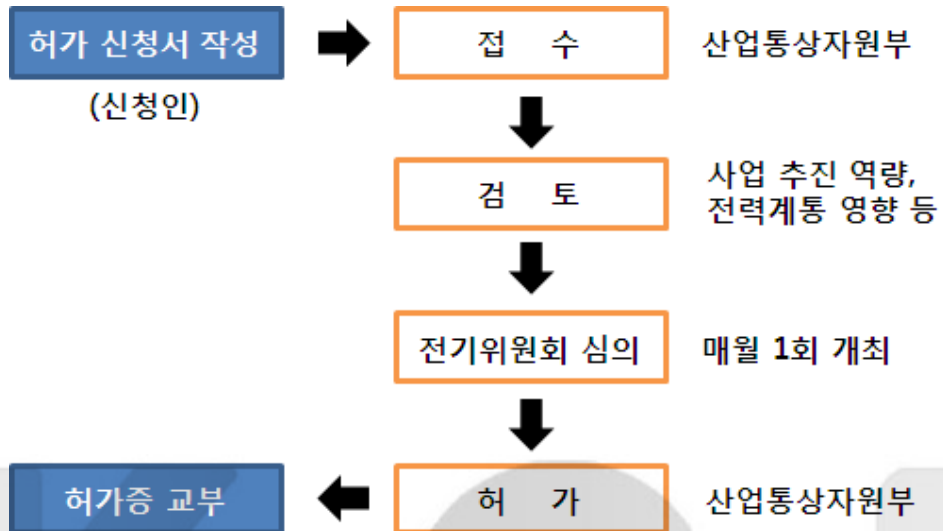 허가 신청서 작성
(신청인)
접 수
산업통상자원부
검 토
사업 추진 역량,
전력계통 영향 등
전기위원회 심의
매월 1회 개최
허 가
산업통상자원부
허가증 교부